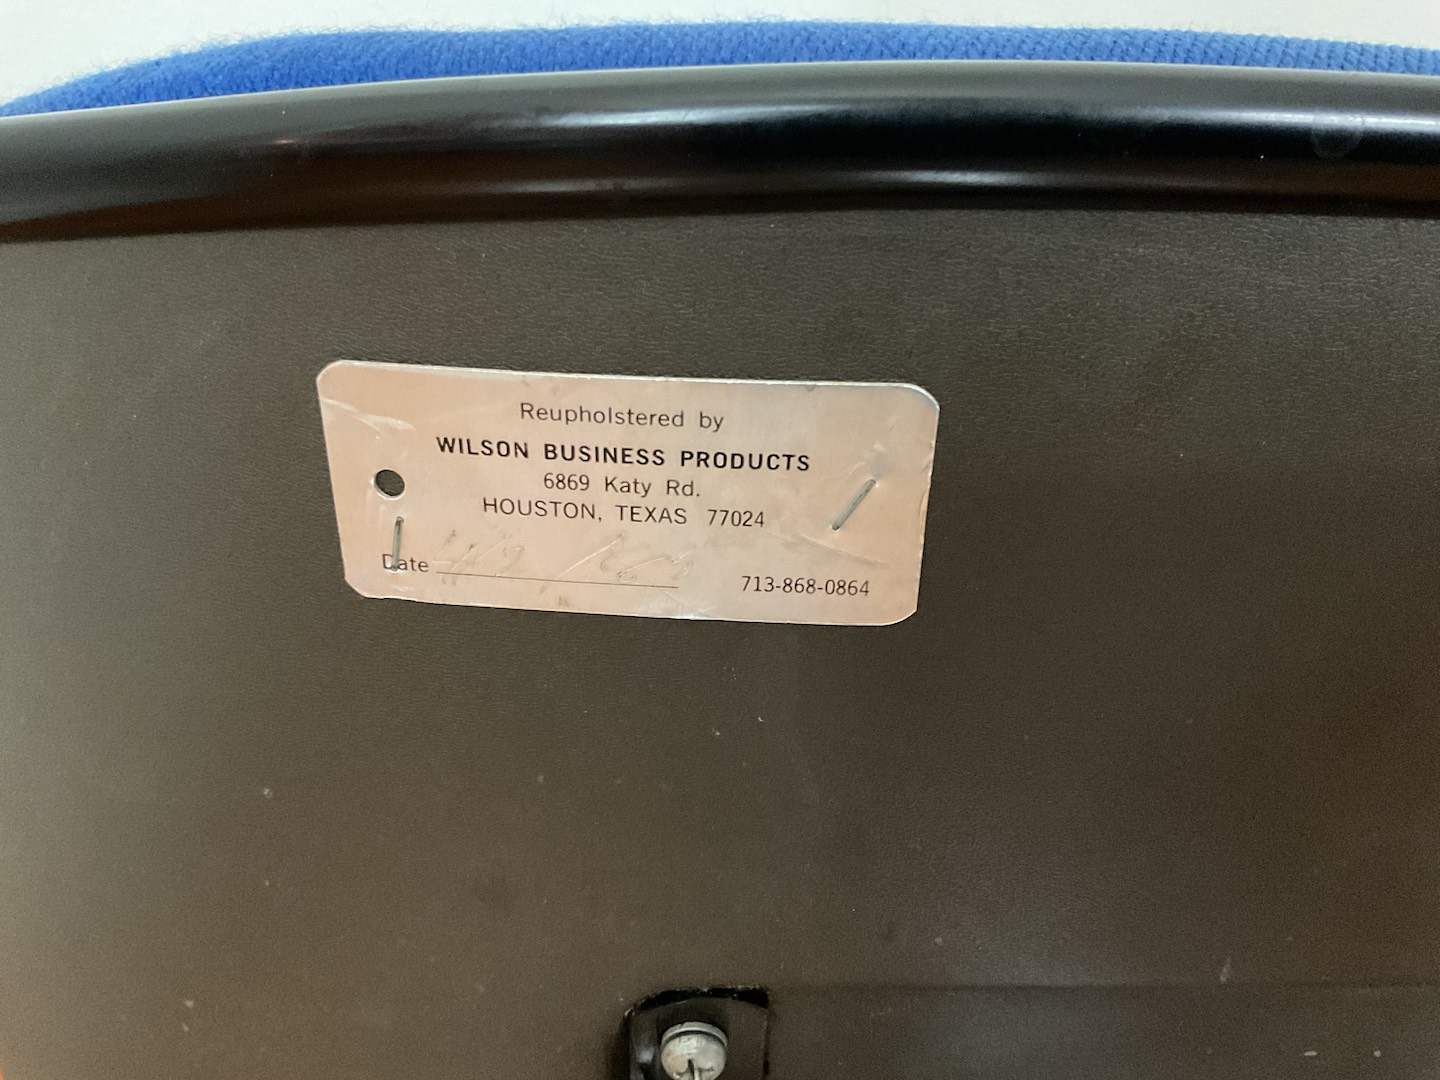 Reupholstered by
WILSON BUSINESS PRODUCTS
6869 Katy Rd.
HOUSTON, TEXAS 77024
Date
713-868-0864